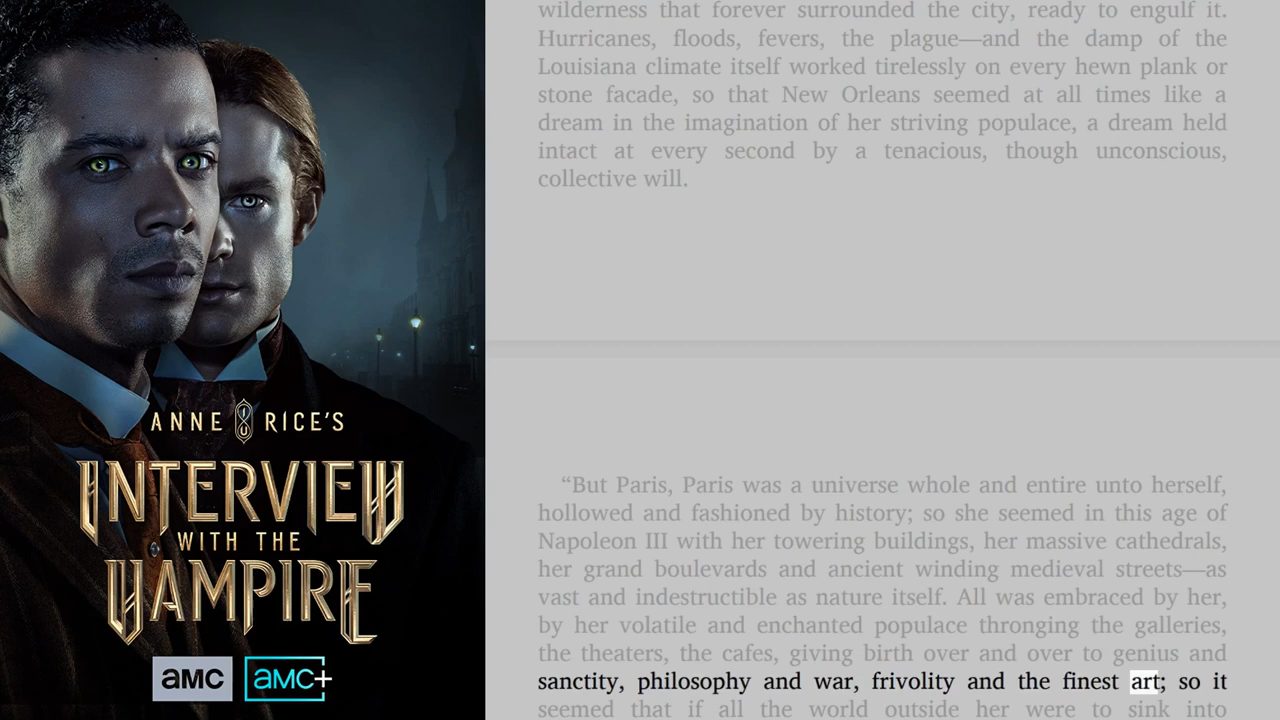 ANNE RICE'S
INTERVIEW
WITH THE
VAMPIRE
aMC
aMC+
wilderness that forever surrounded the city, ready to engulf it.
Hurricanes, floods, fevers, the plague—and the damp of the
Louisiana climate itself worked tirelessly on every hewn plank or
stone facade, so that New Orleans seemed at all times like a
dream in the imagination of her striving populace, a dream held
intact at every second by a tenacious, though unconscious,
collective will.
“But Paris, Paris was a universe whole and entire unto herself,
hollowed and fashioned by history; so she seemed in this age of
Napoleon III with her towering buildings, her massive cathedrals,
her grand boulevards and ancient winding medieval streets—as
vast and indestructible as nature itself. All was embraced by her,
by her volatile and enchanted populace thronging the galleries,
the theaters, the cafes, giving birth over and over to genius and
sanctity, philosophy and war, frivolity and the finest art; so it
seemed that if all the world outside her were to sink into